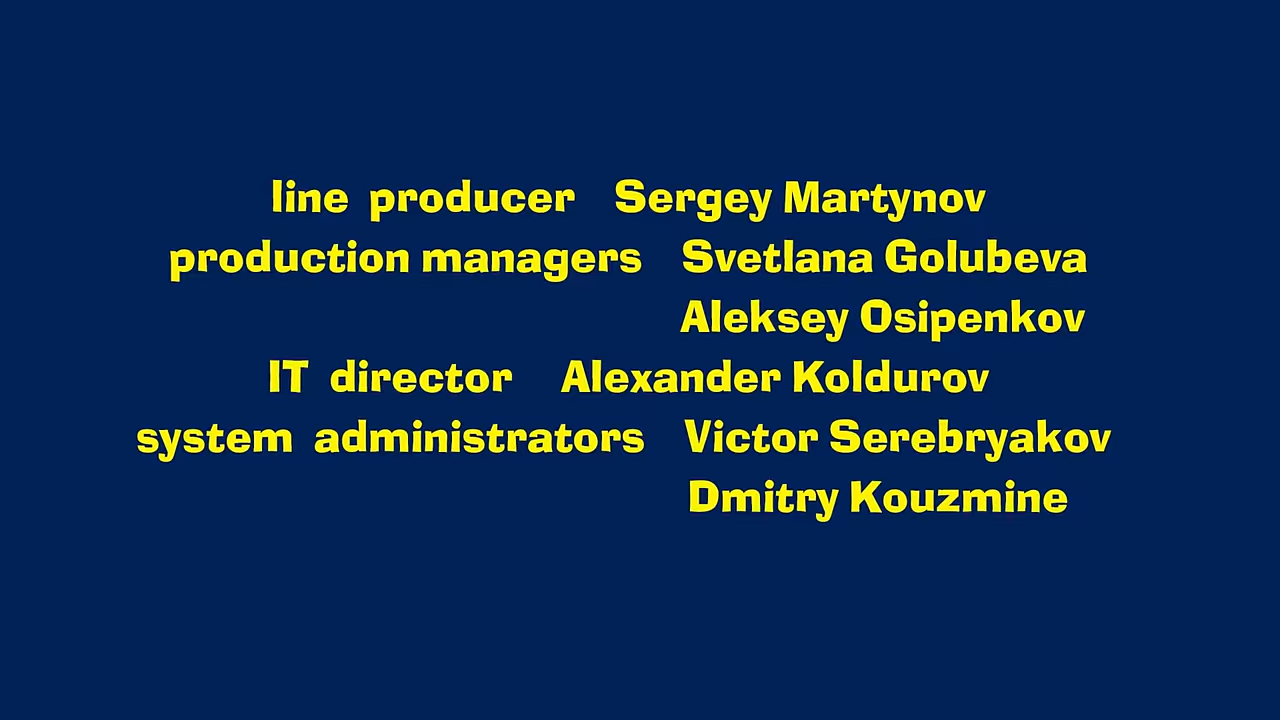 line producer Sergey Martynov
production managers Svetlana Golubeva
Aleksey Osipenkov
IT director Alexander Koldurov
system administrators Victor Serebryakov
Dmitry Kouzmine